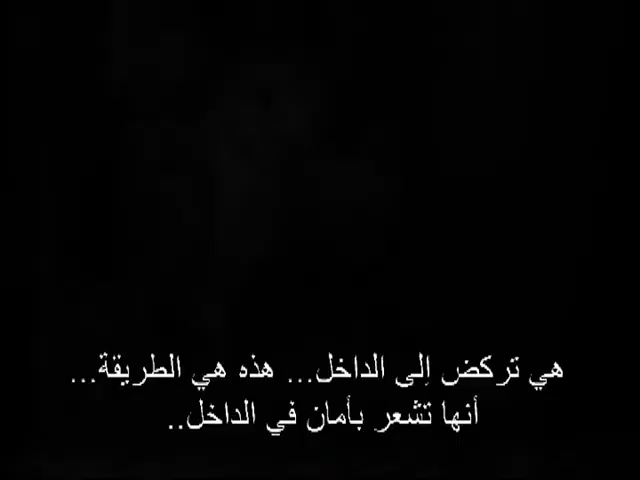 هي تركض إلى الداخل... هذه هي الطريقة...
أنها تشعر بأمان في الداخل..